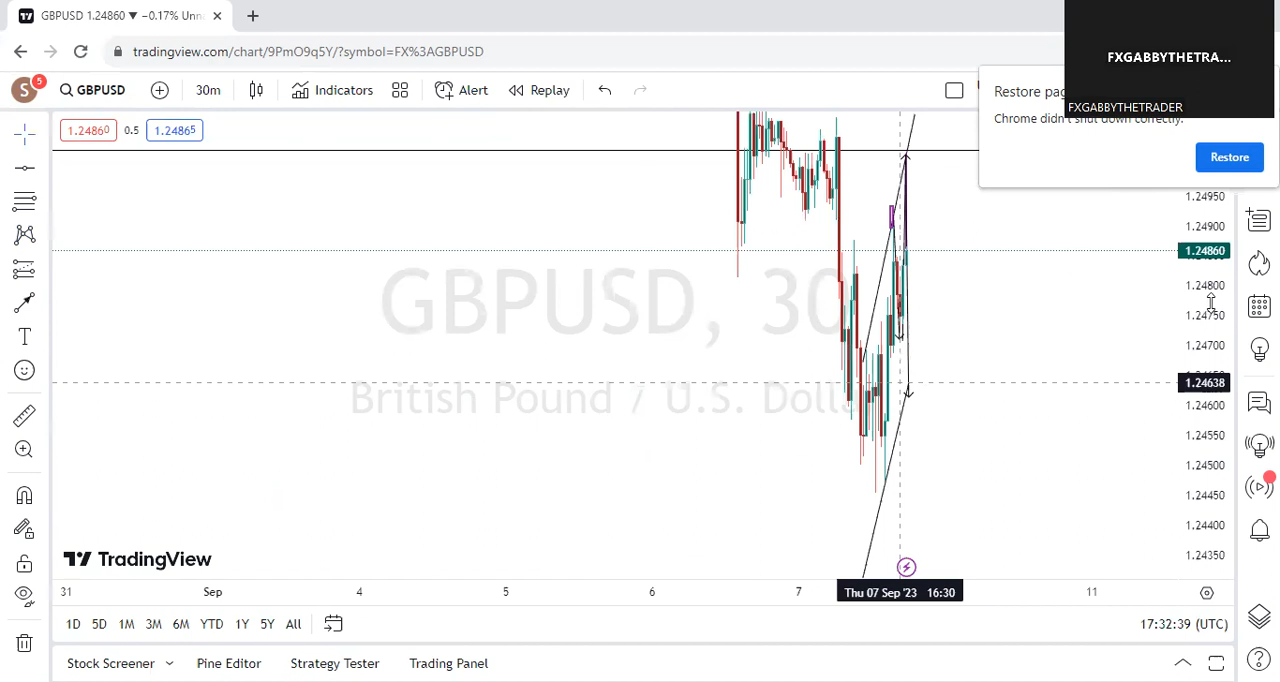 GBPUSD 1.24860 ▼ −0.17% Unn
tradingview.com/chart/9PmO9q5Y/?symbol=FX%3AGBPUSD
FXGABBYTHETRA...
FXGABBYTHETRADER
S
5
GBPUSD
30m
Indicators
Alert
Replay
Restore pag
Chrome didn't shut down correctly.
Restore
1.24860
0.5
1.24865
1.24950
1.24900
1.24860
1.24800
1.24750
1.24700
1.24638
1.24600
1.24550
1.24500
1.24450
1.24400
1.24350
GBPUSD, 30
British Pound / U.S. Dolla
TradingView
31 Sep 4 5 6 7 Thu 07 Sep '23 16:30 11
1D 5D 1M 3M 6M YTD 1Y 5Y All
17:32:39 (UTC)
Stock Screener Pine Editor Strategy Tester Trading Panel